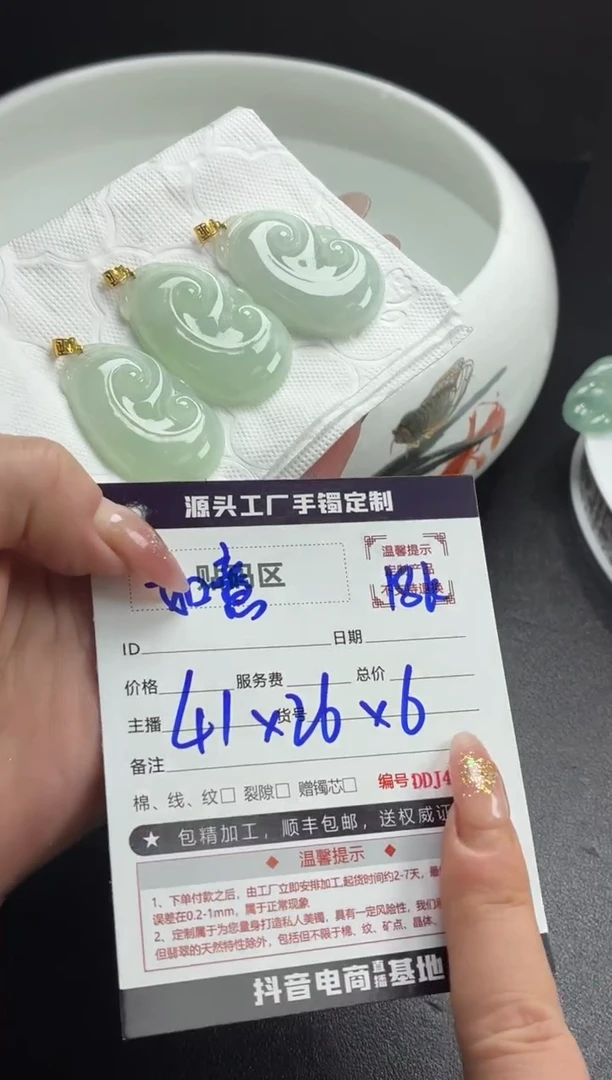 源头工厂手镯定制
温馨提示
如意
18k
ID
日期
价格
服务费
总价
主播
货号
41×26×6
备注
棉、线、纹□ 裂隙□ 赠镯芯□
编号DDJ4
包精加工，顺丰包邮，送权威证
温馨提示
1、下单付款之后，由工厂立即安排加工,起货时间约2-7天，最
误差在0.2-1mm，属于正常现象
2、定制属于为您量身打造私人美镯，具有一定风险性，我们
但翡翠的天然特性除外，包括但不限于棉、纹、矿点、晶体、
抖音电商直播基地